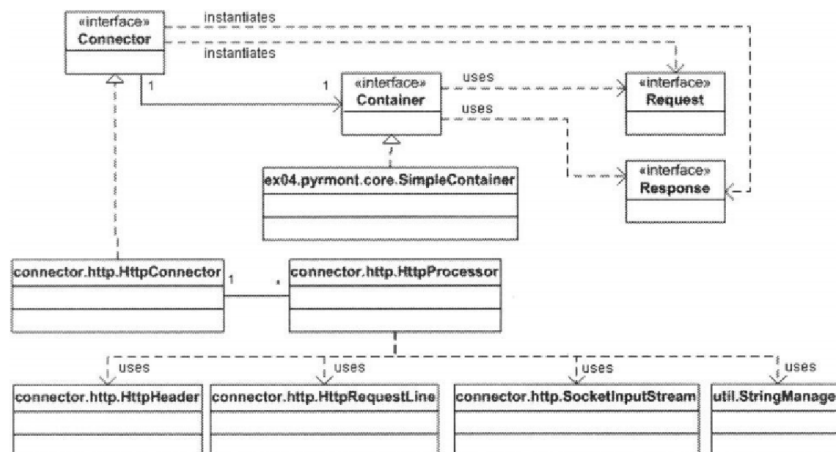 «interface»
Connector
instantiates
instantiates
1
1
«interface»
Container
uses
uses
«interface»
Request
«interface»
Response
ex04.pyrmont.core.SimpleContainer
connector.http.HttpConnector
1
*
connector.http.HttpProcessor
uses
uses
uses
uses
connector.http.HttpHeader
connector.http.HttpRequestLine
connector.http.SocketInputStream
util.StringManage